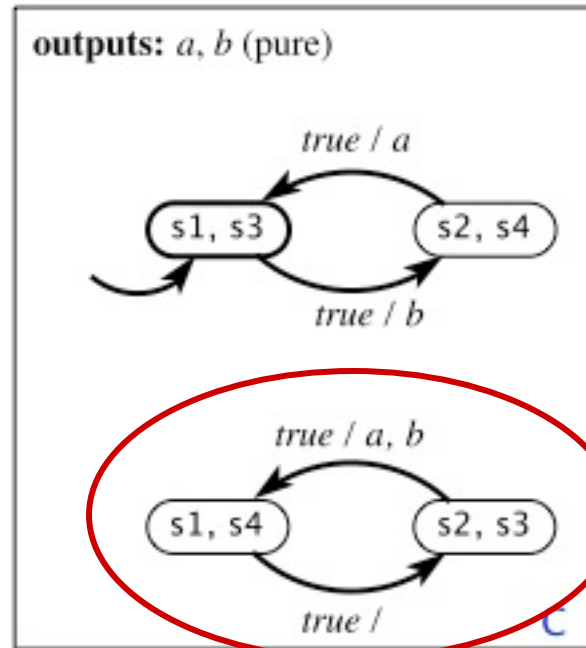 outputs: a, b (pure)
true / a
s1, s3
s2, s4
true / b
true / a, b
s1, s4
s2, s3
true /
C